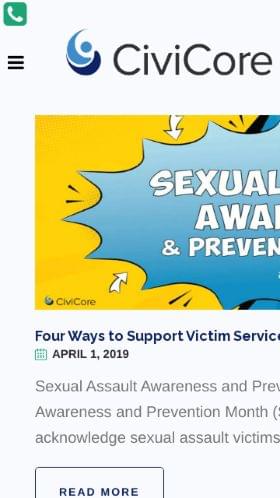 CiviCore
SEXUAL
AWA
& PREVEN
CiviCore
Four Ways to Support Victim Service
APRIL 1, 2019
Sexual Assault Awareness and Prev
Awareness and Prevention Month (S
acknowledge sexual assault victims
READ MORE